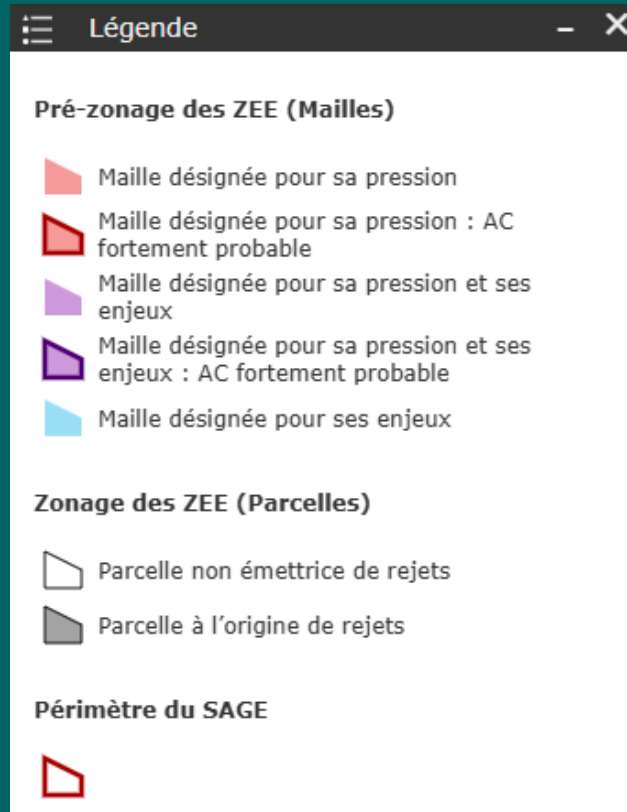 Légende
Pré-zonage des ZEE (Mailles)
Maille désignée pour sa pression
Maille désignée pour sa pression : AC
fortement probable
Maille désignée pour sa pression et ses
enjeux
Maille désignée pour sa pression et ses
enjeux : AC fortement probable
Maille désignée pour ses enjeux
Zonage des ZEE (Parcelles)
Parcelle non émettrice de rejets
Parcelle à l’origine de rejets
Périmètre du SAGE